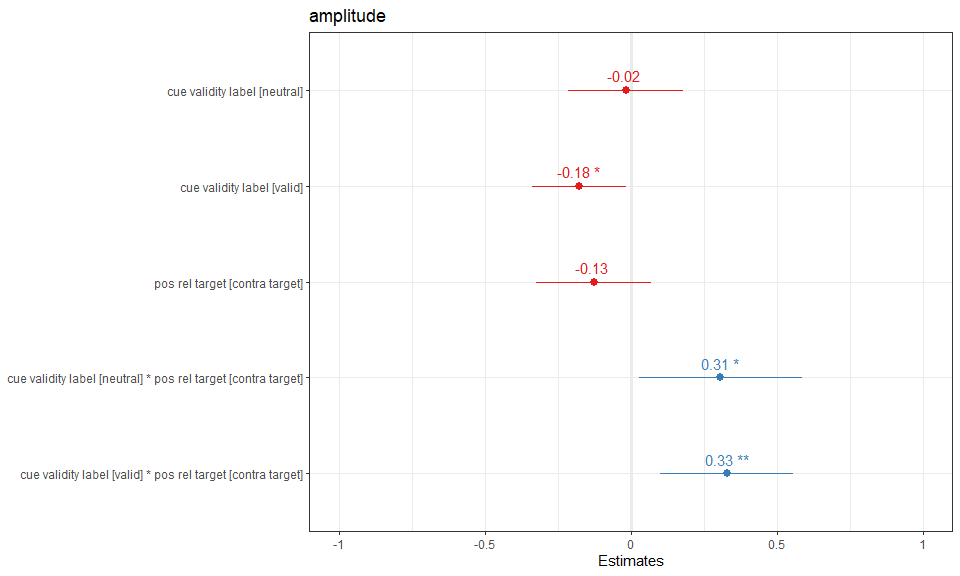 amplitude
cue validity label [neutral]
-0.02
cue validity label [valid]
-0.18 *
pos rel target [contra target]
-0.13
cue validity label [neutral] * pos rel target [contra target]
0.31 *
cue validity label [valid] * pos rel target [contra target]
0.33 **
-1 -0.5 0 0.5 1
Estimates